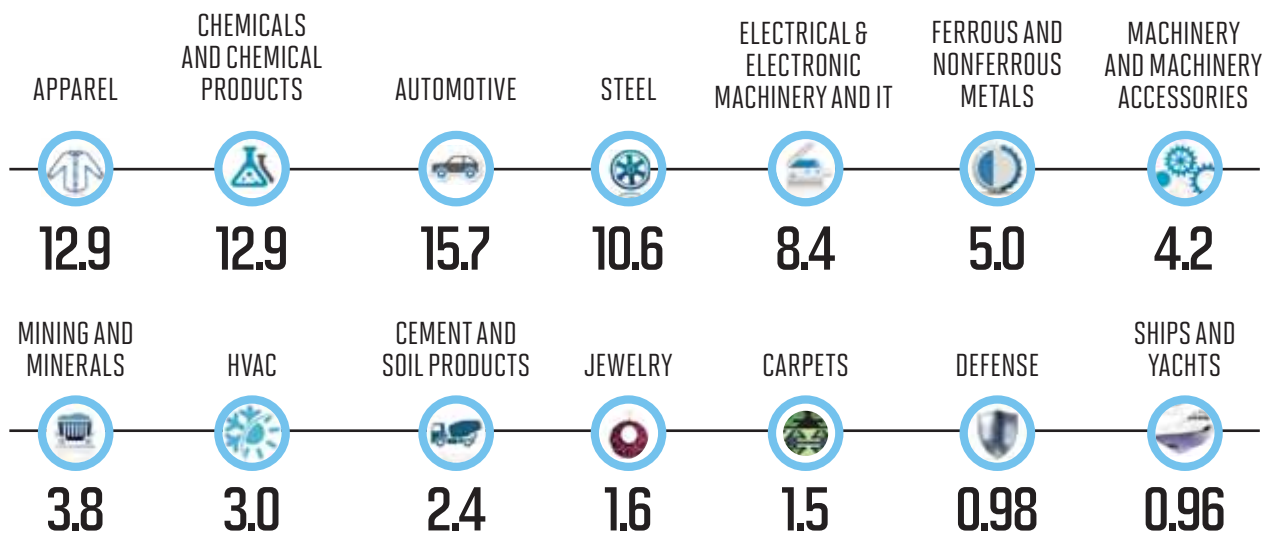 APPAREL
CHEMICALS
AND CHEMICAL
PRODUCTS
AUTOMOTIVE
STEEL
ELECTRICAL &
ELECTRONIC
MACHINERY AND IT
FERROUS AND
NONFERROUS
METALS
MACHINERY
AND MACHINERY
ACCESSORIES
12.9
12.9
15.7
10.6
8.4
5.0
4.2
MINING AND
MINERALS
HVAC
CEMENT AND
SOIL PRODUCTS
JEWELRY
CARPETS
DEFENSE
SHIPS AND
YACHTS
3.8
3.0
2.4
1.6
1.5
0.98
0.96